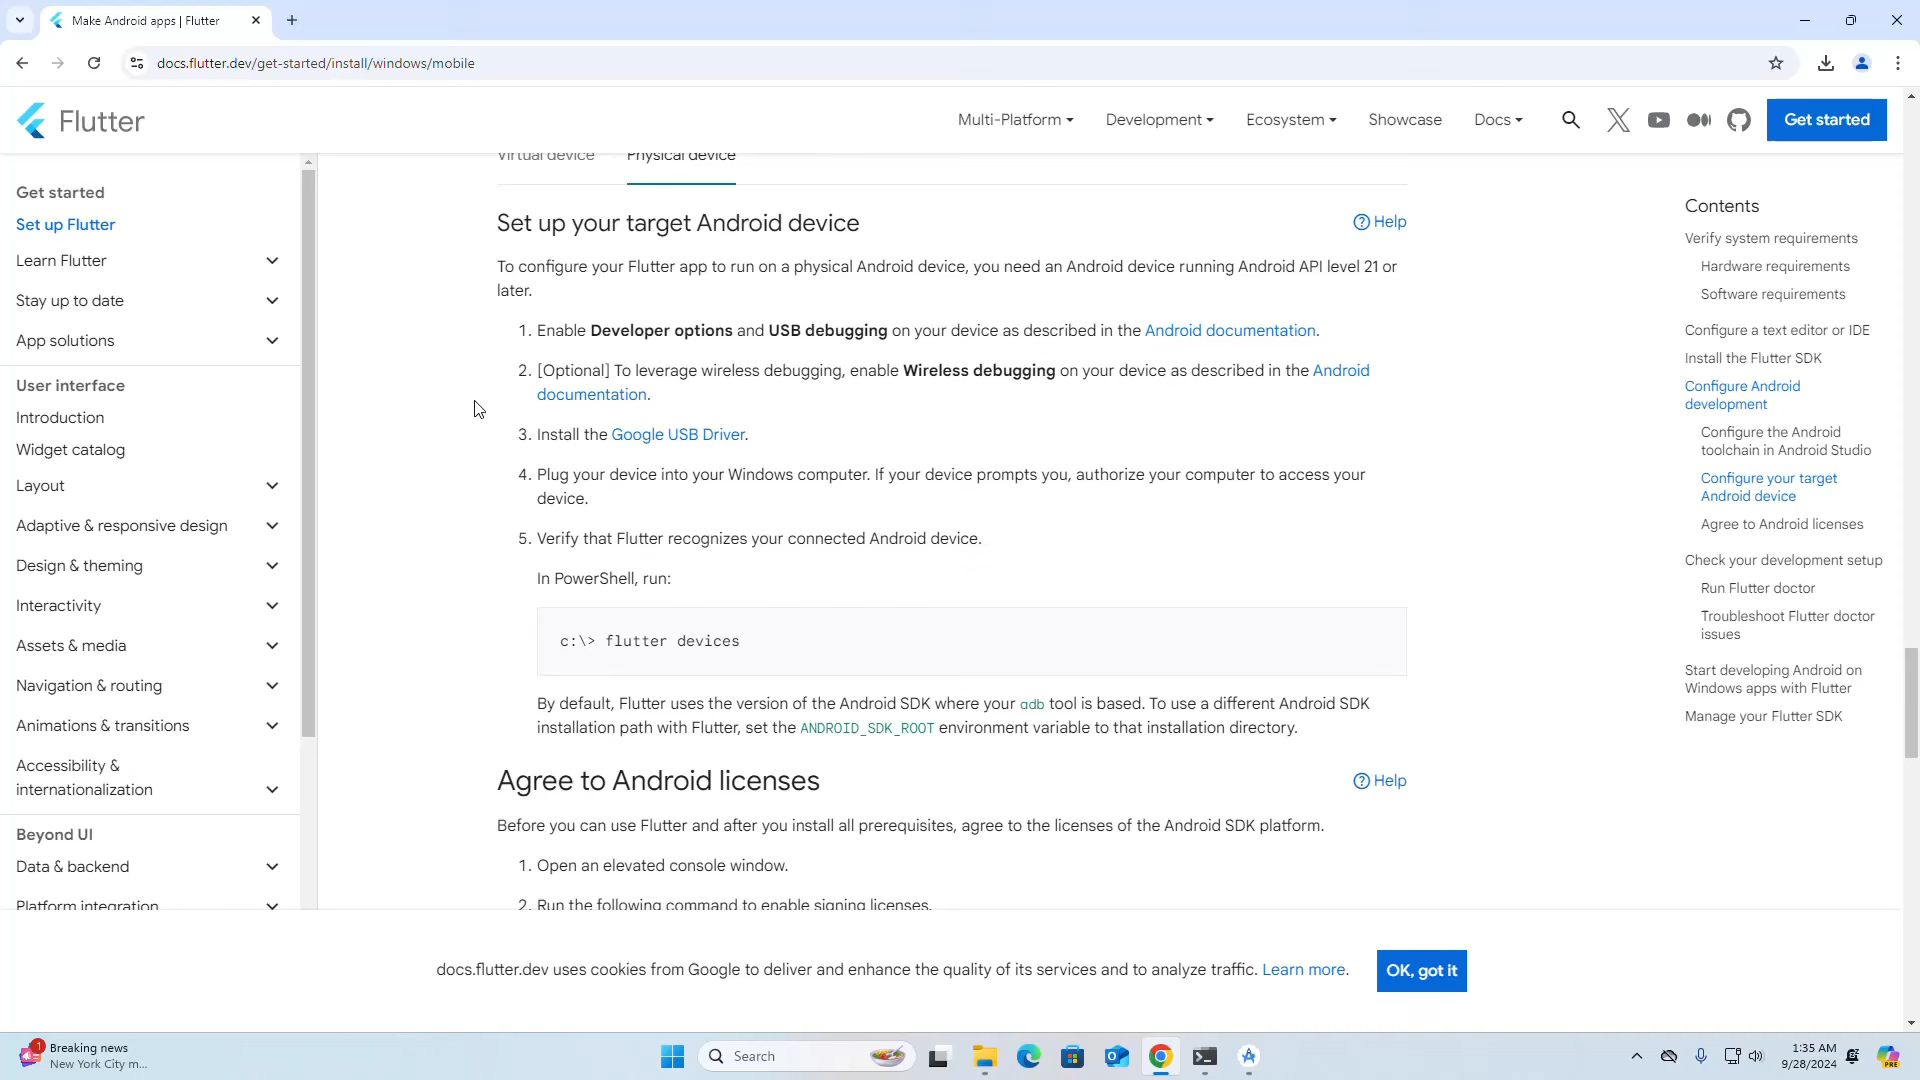 Make Android apps | Flutter
docs.flutter.dev/get-started/install/windows/mobile
Flutter
Multi-Platform
Development
Ecosystem
Showcase
Docs
Get started
Get started
Set up Flutter
Learn Flutter
Stay up to date
App solutions
User interface
Introduction
Widget catalog
Layout
Adaptive & responsive design
Design & theming
Interactivity
Assets & media
Navigation & routing
Animations & transitions
Accessibility &
internationalization
Beyond UI
Data & backend
Platform integration
Virtual device
Physical device
Set up your target Android device
Help
To configure your Flutter app to run on a physical Android device, you need an Android device running Android API level 21 or
later.
1. Enable Developer options and USB debugging on your device as described in the Android documentation.
2. [Optional] To leverage wireless debugging, enable Wireless debugging on your device as described in the Android
documentation.
3. Install the Google USB Driver.
4. Plug your device into your Windows computer. If your device prompts you, authorize your computer to access your
device.
5. Verify that Flutter recognizes your connected Android device.
In PowerShell, run:
c:\> flutter devices
By default, Flutter uses the version of the Android SDK where your adb tool is based. To use a different Android SDK
installation path with Flutter, set the ANDROID_SDK_ROOT environment variable to that installation directory.
Agree to Android licenses
Help
Before you can use Flutter and after you install all prerequisites, agree to the licenses of the Android SDK platform.
1. Open an elevated console window.
2. Run the following command to enable signing licenses.
Contents
Verify system requirements
Hardware requirements
Software requirements
Configure a text editor or IDE
Install the Flutter SDK
Configure Android
development
Configure the Android
toolchain in Android Studio
Configure your target
Android device
Agree to Android licenses
Check your development setup
Run Flutter doctor
Troubleshoot Flutter doctor
issues
Start developing Android on
Windows apps with Flutter
Manage your Flutter SDK
docs.flutter.dev uses cookies from Google to deliver and enhance the quality of its services and to analyze traffic. Learn more.
OK, got it
1
Breaking news
New York City m...
Search
1:35 AM
9/28/2024
PRE